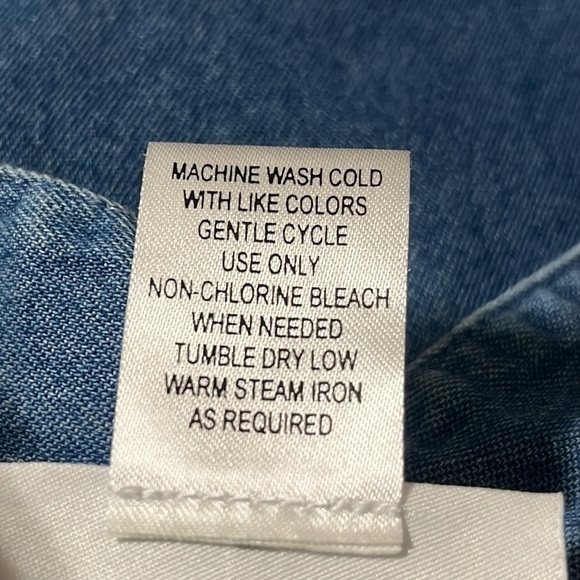 MACHINE WASH COLD
WITH LIKE COLORS
GENTLE CYCLE
USE ONLY
NON-CHLORINE BLEACH
WHEN NEEDED
TUMBLE DRY LOW
WARM STEAM IRON
AS REQUIRED